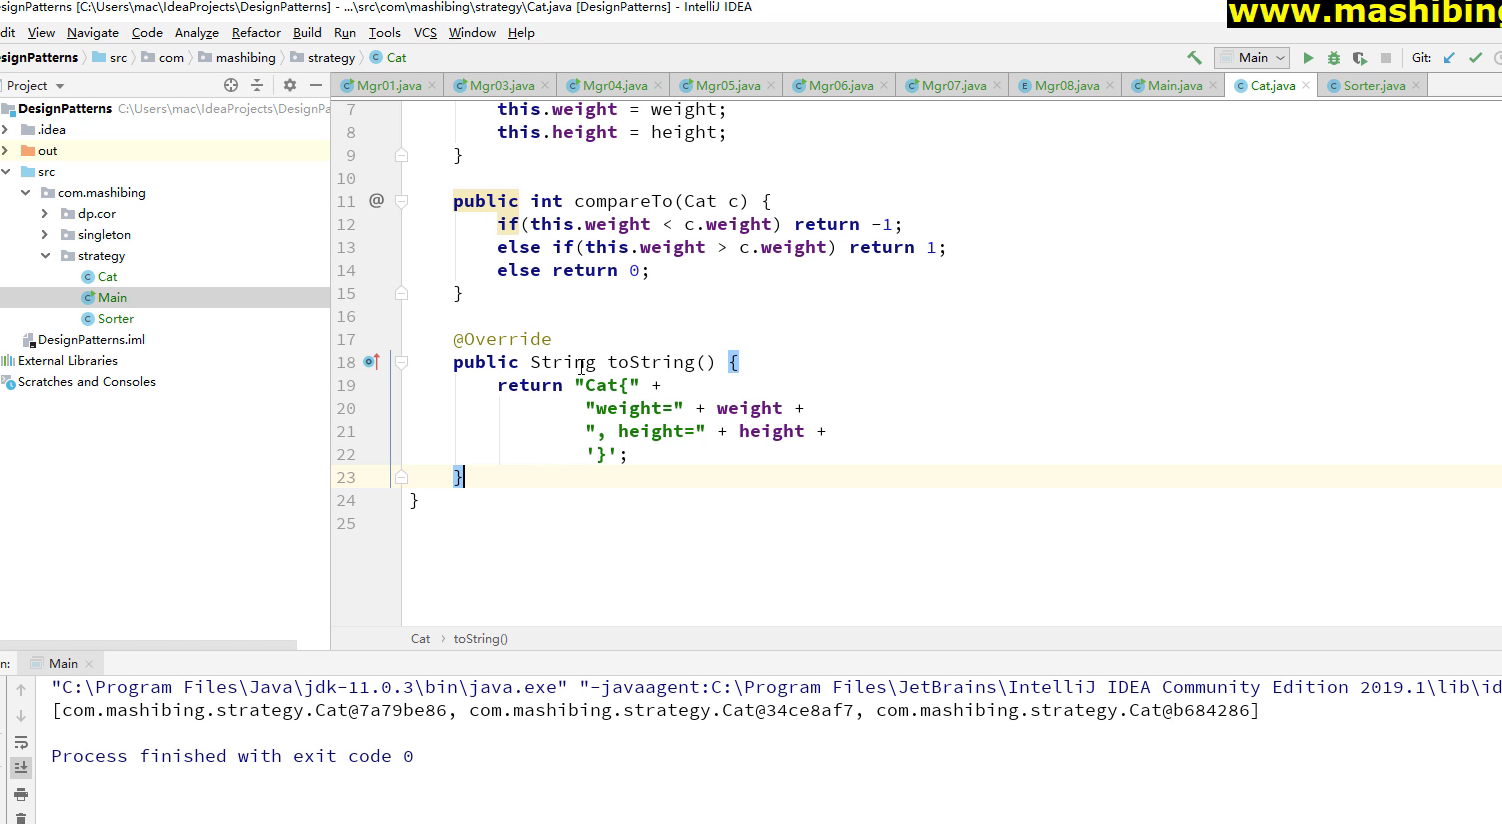 esignPatterns [C:\Users\mac\IdeaProjects\DesignPatterns] - ...\src\com\mashibing\strategy\Cat.java [DesignPatterns] - IntelliJ IDEA
www.mashibing
dit View Navigate Code Analyze Refactor Build Run Tools VCS Window Help
esignPatterns src com mashibing strategy Cat Main Git:
Project Mgr01.java Mgr03.java Mgr04.java Mgr05.java Mgr06.java Mgr07.java Mgr08.java Main.java Cat.java Sorter.java
DesignPatterns C:\Users\mac\IdeaProjects\DesignPa
.idea
out
src
com.mashibing
dp.cor
singleton
strategy
Cat
Main
Sorter
DesignPatterns.iml
External Libraries
Scratches and Consoles
7 this.weight = weight;
8 this.height = height;
9 }
10
11 @ public int compareTo(Cat c) {
12 if(this.weight < c.weight) return -1;
13 else if(this.weight > c.weight) return 1;
14 else return 0;
15 }
16
17 @Override
18 public String toString() {
19 return "Cat{" +
20 "weight=" + weight +
21 ", height=" + height +
22 '}';
23 }
24 }
25
Cat › toString()
n: Main
"C:\Program Files\Java\jdk-11.0.3\bin\java.exe" "-javaagent:C:\Program Files\JetBrains\IntelliJ IDEA Community Edition 2019.1\lib\id
[com.mashibing.strategy.Cat@7a79be86, com.mashibing.strategy.Cat@34ce8af7, com.mashibing.strategy.Cat@b684286]
Process finished with exit code 0